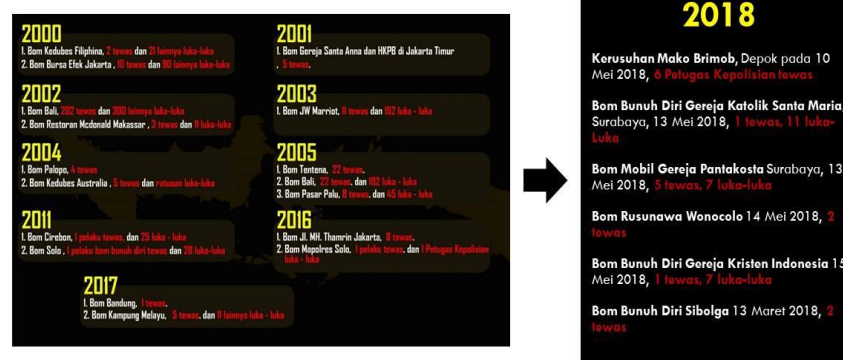 2000
1. Bom Kedubes Filiphina, 2 tewas dan 21 lainnya luka-luka
2. Bom Bursa Efek Jakarta , 10 tewas dan 90 lainnya luka-luka
2001
1. Bom Gereja Santa Anna dan HKPB di Jakarta Timur
, 5 tewas.
2002
1. Bom Bali, 202 tewas dan 300 lainnya luka-luka
2. Bom Restoran Mcdonald Makassar , 3 tewas dan 11 luka-luka
2003
1. Bom JW Marriot, 11 tewas dan 152 luka - luka
2004
1. Bom Palopo, 4 tewas
2. Bom Kedubes Australia , 5 tewas dan ratusan luka-luka
2005
1. Bom Tentena, 22 tewas.
2. Bom Bali, 22 tewas. dan 102 luka - luka
3. Bom Pasar Palu, 8 tewas. dan 45 luka - luka
2011
1. Bom Cirebon, 1 pelaku tewas. dan 25 luka - luka
2. Bom Solo , 1 pelaku bom bunuh diri tewas dan 28 luka-luka
2016
1. Bom Jl. MH. Thamrin Jakarta, 8 tewas.
2. Bom Mapolres Solo, 1 pelaku tewas. dan 1 Petugas Kepolisian
luka - luka
2017
1. Bom Bandung, 1 tewas.
2. Bom Kampung Melayu, 5 tewas. dan 11 lainnya luka - luka
2018
Kerusuhan Mako Brimob, Depok pada 10
Mei 2018, 6 Petugas Kepolisian tewas
Bom Bunuh Diri Gereja Katolik Santa Maria,
Surabaya, 13 Mei 2018, 1 tewas, 11 luka-
Luka
Bom Mobil Gereja Pantakosta Surabaya, 13
Mei 2018, 5 tewas, 7 luka-luka
Bom Rusunawa Wonocolo 14 Mei 2018, 2
tewas
Bom Bunuh Diri Gereja Kristen Indonesia 15
Mei 2018, 1 tewas, 7 luka-luka
Bom Bunuh Diri Sibolga 13 Maret 2018, 2
tewas